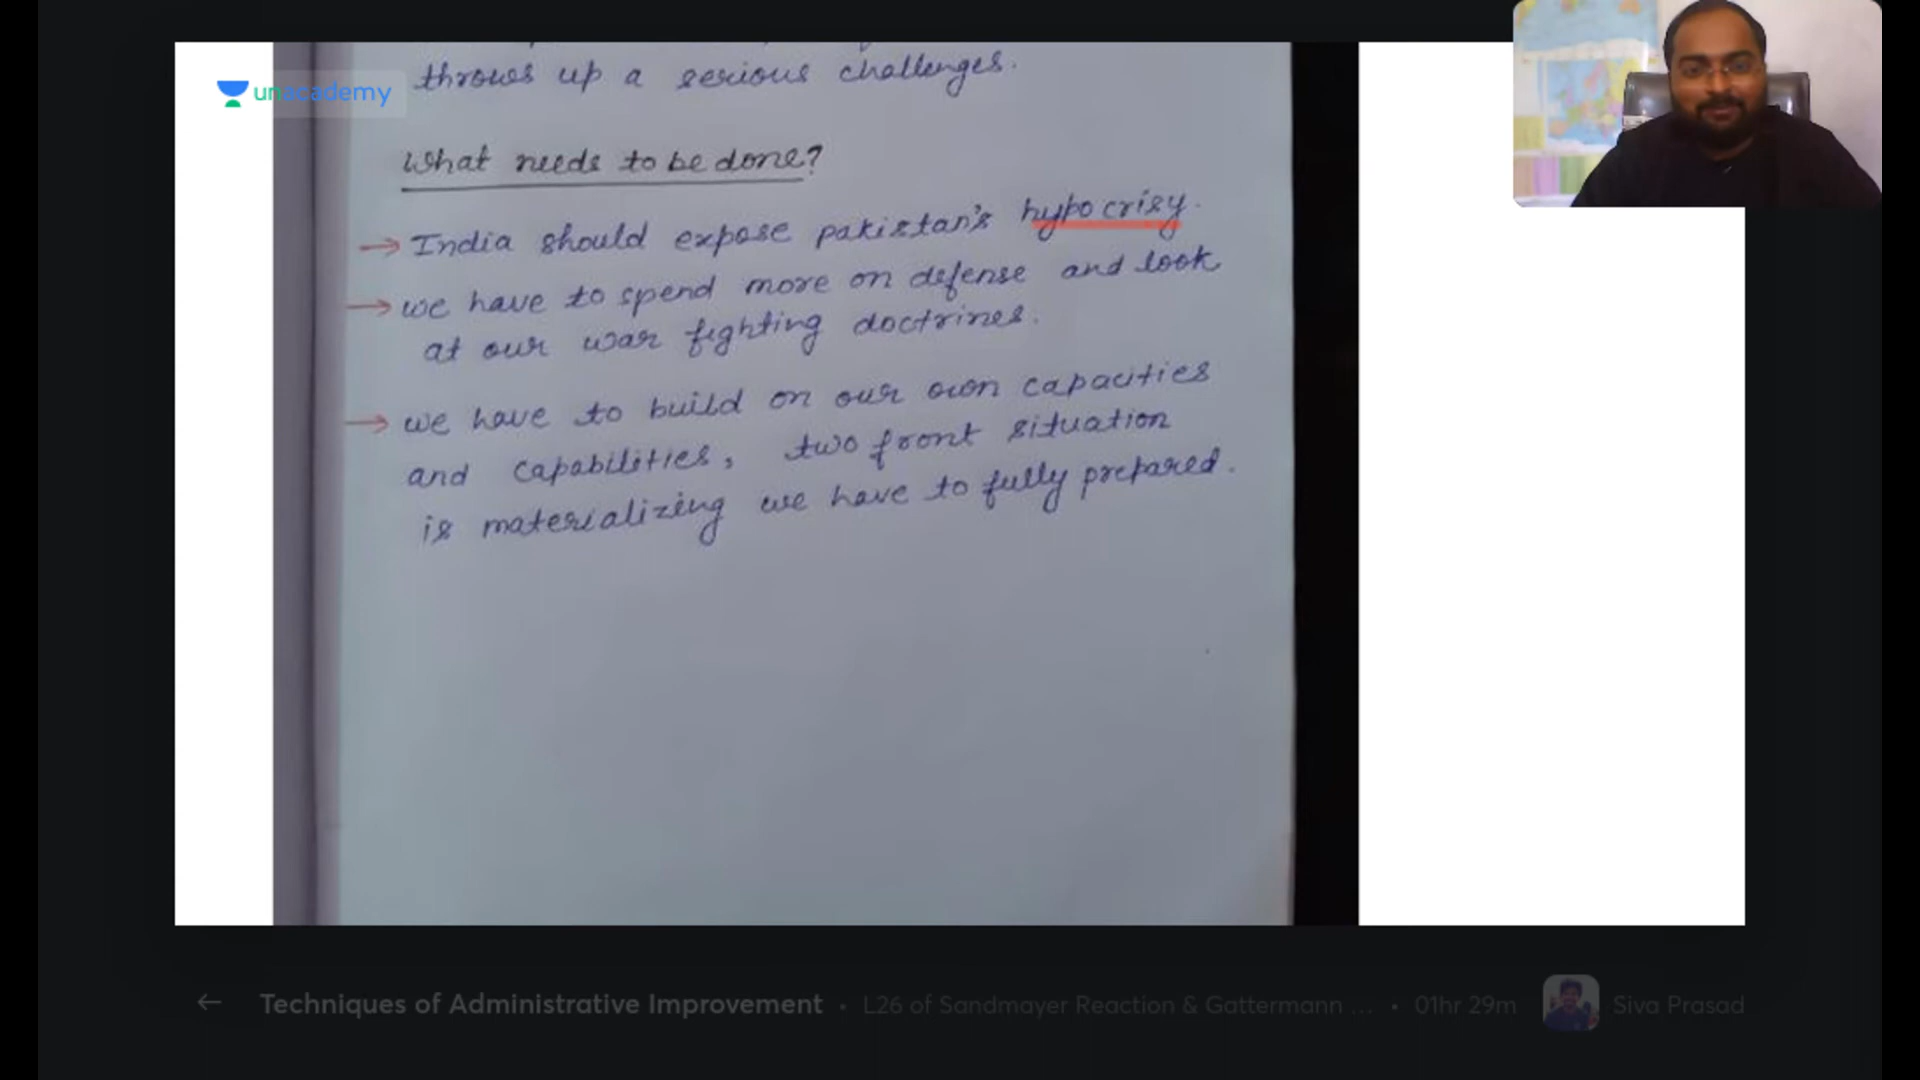 throws up a serious challenges.
unacademy
What needs to be done?
→ India should expose pakistan's hypocrisy.
→ we have to spend more on defense and look
at our war fighting doctrines.
→ we have to build on our own capacities
and capabilities, two front situation
is materializing we have to fully prepared.
← Techniques of Administrative Improvement • L26 of Sandmayer Reaction & Gattermann ... • 01hr 29m Siva Prasad